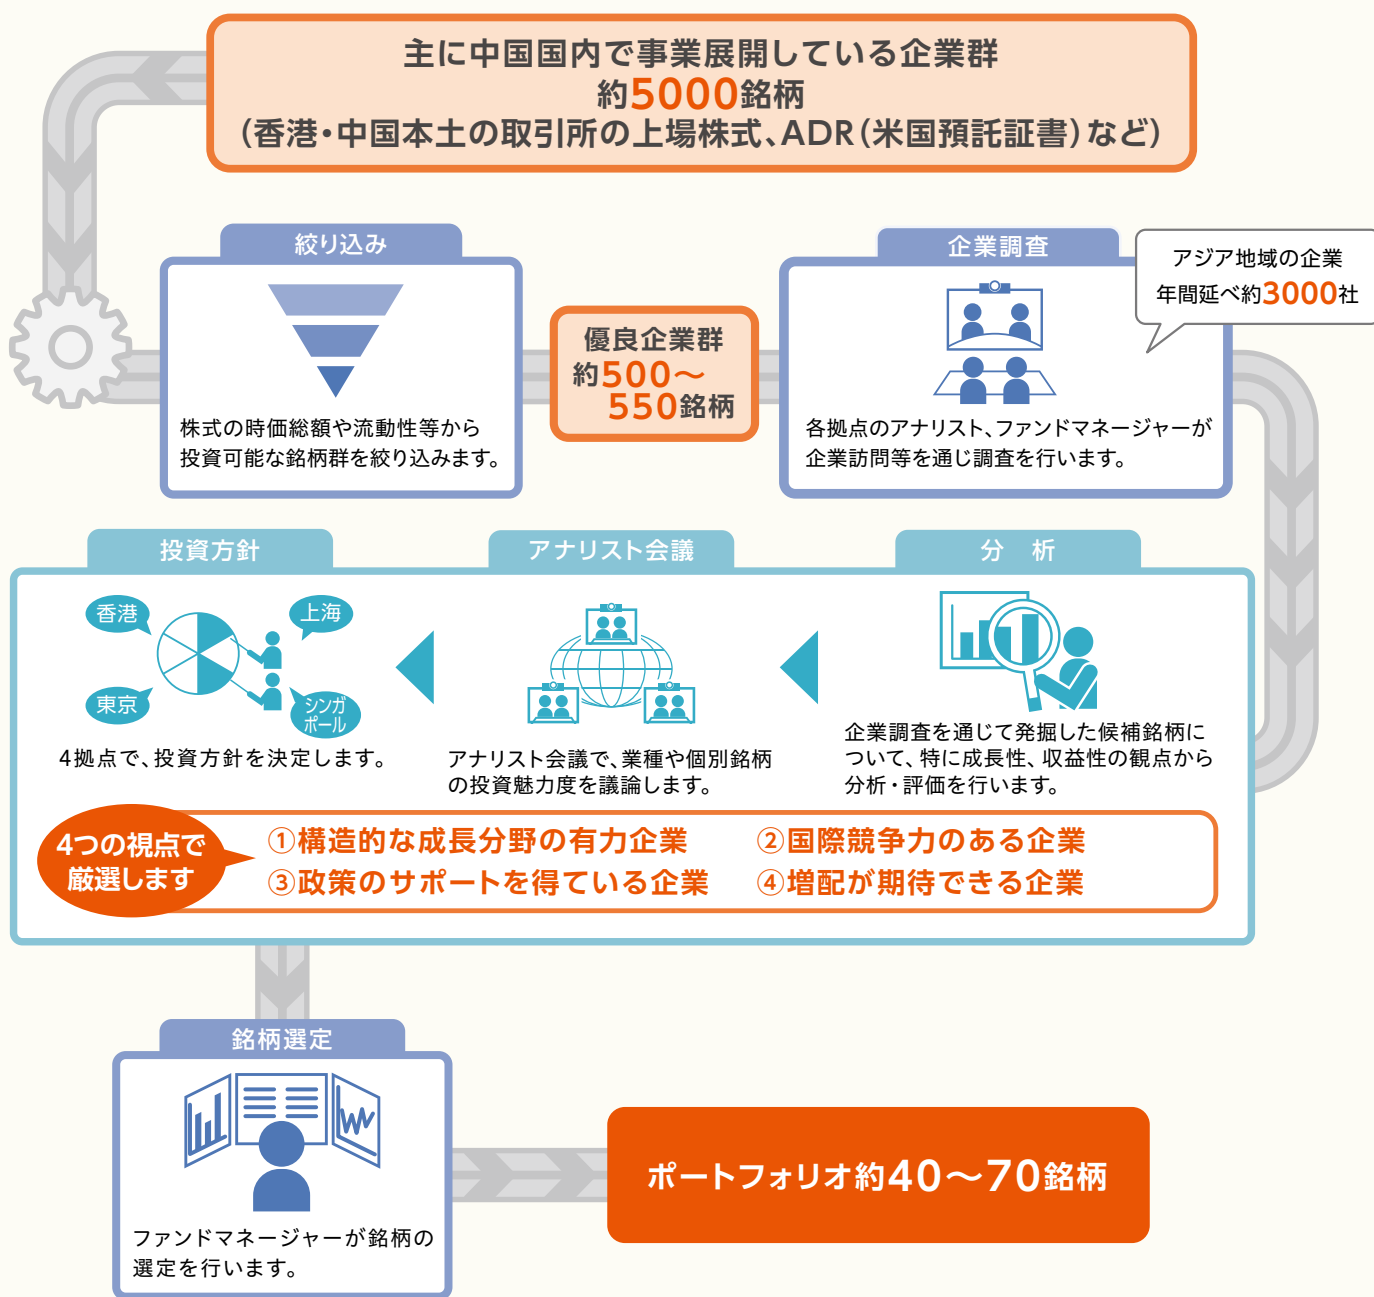 主に中国国内で事業展開している企業群
約5000銘柄
(香港・中国本土の取引所の上場株式、ADR(米国預託証書)など)
絞り込み
株式の時価総額や流動性等から
投資可能な銘柄群を絞り込みます。
優良企業群
約500〜
550銘柄
企業調査
アジア地域の企業
年間延べ約3000社
各拠点のアナリスト、ファンドマネージャーが
企業訪問等を通じ調査を行います。
分 析
企業調査を通じて発掘した候補銘柄に
ついて、特に成長性、収益性の観点から
分析・評価を行います。
アナリスト会議
アナリスト会議で、業種や個別銘柄
の投資魅力度を議論します。
投資方針
香港
上海
東京
シンガ
ポール
4拠点で、投資方針を決定します。
4つの視点で
厳選します
①構造的な成長分野の有力企業
②国際競争力のある企業
③政策のサポートを得ている企業
④増配が期待できる企業
銘柄選定
ファンドマネージャーが銘柄の
選定を行います。
ポートフォリオ約40〜70銘柄